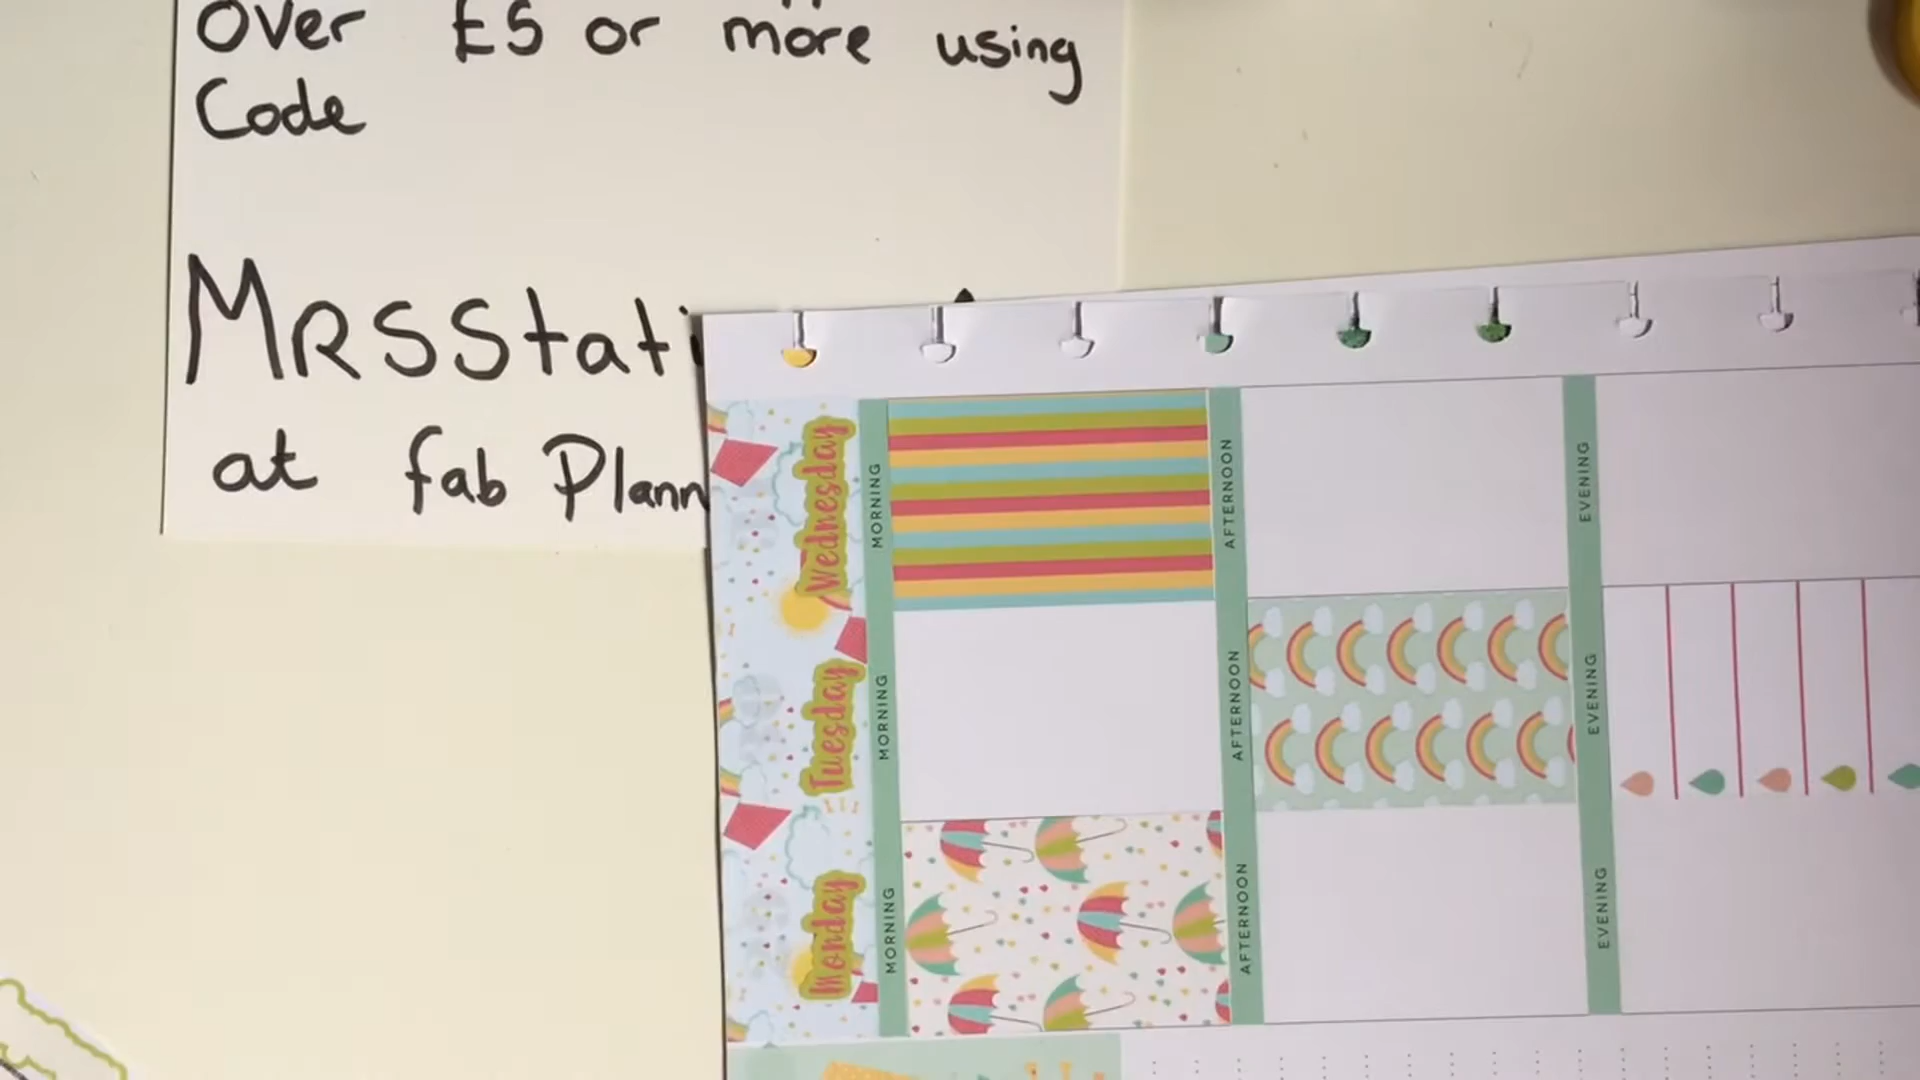 Over £5 or more using
Code
MRSStati
at fab Plann
Wednesday
MORNING
AFTERNOON
EVENING
Tuesday
MORNING
AFTERNOON
EVENING
Monday
MORNING
AFTERNOON
EVENING